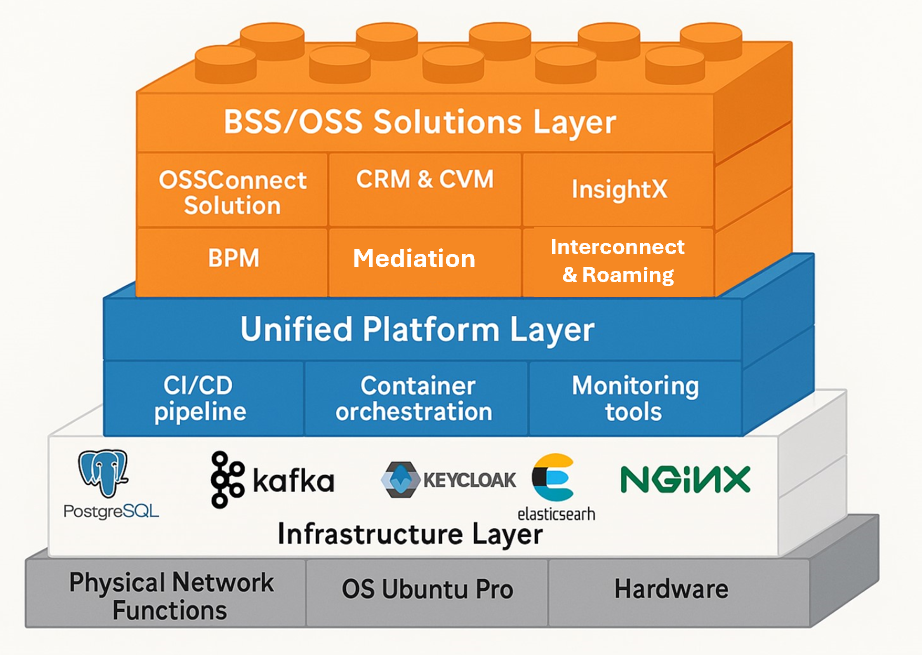 BSS/OSS Solutions Layer
OSSConnect
Solution
CRM & CVM
InsightX
BPM
Mediation
Interconnect
& Roaming
Unified Platform Layer
CI/CD
pipeline
Container
orchestration
Monitoring
tools
PostgreSQL
kafka
KEYCLOAK
elasticsearh
NGiNX
Infrastructure Layer
Physical Network
Functions
OS Ubuntu Pro
Hardware